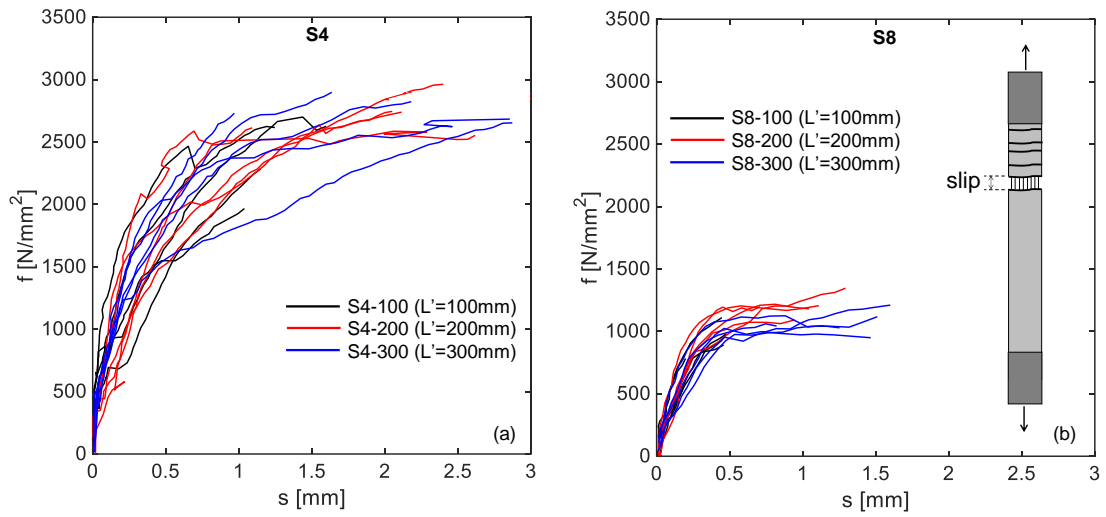 S4
3500
3000
2500
2000
1500
1000
500
0
f [N/mm²]
S4-100 (L'=100mm)
S4-200 (L'=200mm)
S4-300 (L'=300mm)
(a)
0 0.5 1 1.5 2 2.5 3
s [mm]
S8
3500
3000
2500
2000
1500
1000
500
0
f [N/mm²]
S8-100 (L'=100mm)
S8-200 (L'=200mm)
S8-300 (L'=300mm)
slip
(b)
0 0.5 1 1.5 2 2.5 3
s [mm]